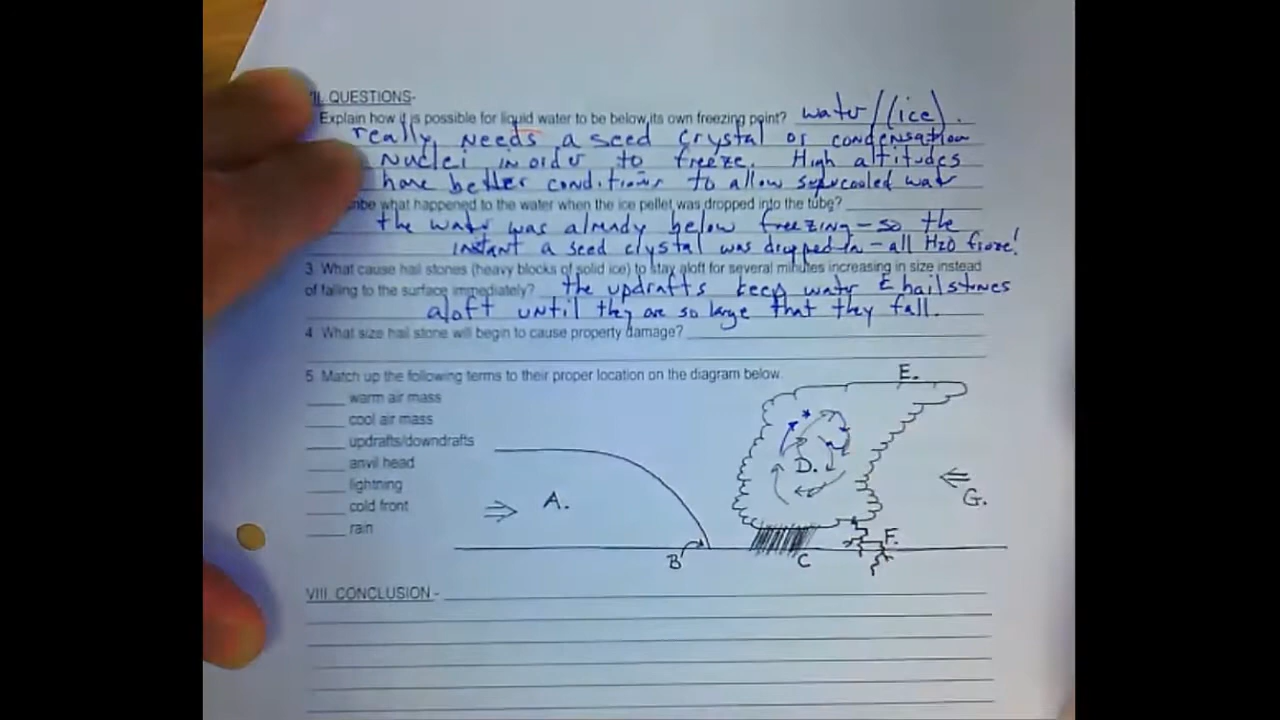 VII. QUESTIONS-
Explain how it is possible for liquid water to be below its own freezing point? water/(ice).
really needs a seed crystal or condensation
nuclei in order to freeze. High altitudes
have better conditions to allow supercooled water
ibe what happened to the water when the ice pellet was dropped into the tube?
the water was already below freezing - so the
instant a seed crystal was dropped in - all H2O froze!
3. What cause hail stones (heavy blocks of solid ice) to stay aloft for several minutes increasing in size instead
of falling to the surface immediately? the updrafts keep water & hailstones
aloft until they are so large that they fall.
4. What size hail stone will begin to cause property damage?
5. Match up the following terms to their proper location on the diagram below.
E.
warm air mass
cool air mass
updrafts/downdrafts
anvil head
D.
lightning
G.
cold front
A.
rain
F.
B
C
VIII. CONCLUSION -